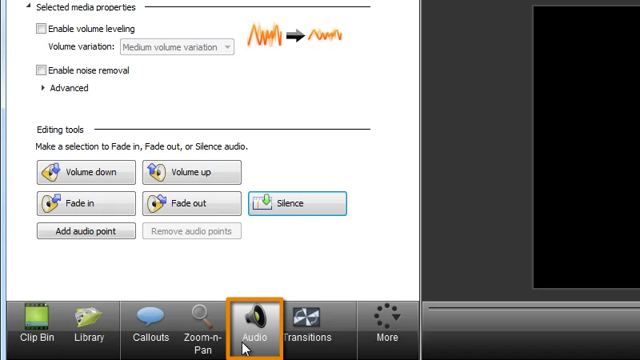 Selected media properties
Enable volume leveling
Volume variation: Medium volume variation
Enable noise removal
Advanced
Editing tools
Make a selection to Fade in, Fade out, or Silence audio.
Volume down Volume up
Fade in Fade out Silence
Add audio point Remove audio points
Clip Bin Library Callouts Zoom-n-Pan Audio Transitions More